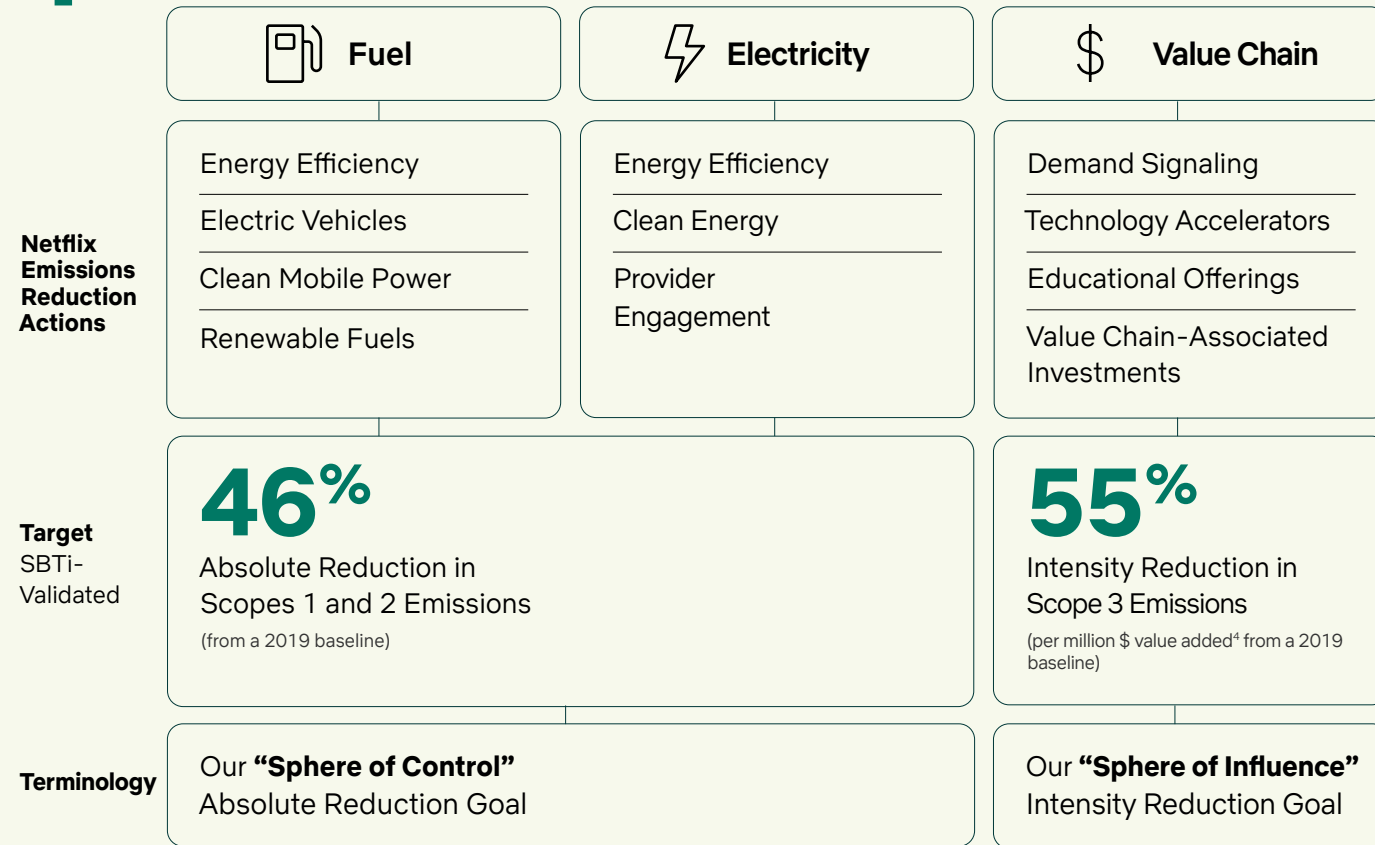 Fuel
Electricity
Value Chain
Netflix
Emissions
Reduction
Actions
Energy Efficiency
Electric Vehicles
Clean Mobile Power
Renewable Fuels
Energy Efficiency
Clean Energy
Provider
Engagement
Demand Signaling
Technology Accelerators
Educational Offerings
Value Chain-Associated
Investments
Target
SBTi-
Validated
46%
Absolute Reduction in
Scopes 1 and 2 Emissions
(from a 2019 baseline)
55%
Intensity Reduction in
Scope 3 Emissions
(per million $ value added⁴ from a 2019
baseline)
Terminology
Our “Sphere of Control”
Absolute Reduction Goal
Our “Sphere of Influence”
Intensity Reduction Goal